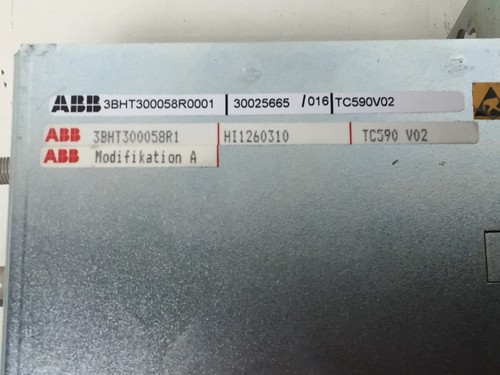 ABB 3BHT300058R0001 30025665 /016 TC590V02
ABB 3BHT300058R1 HI1260310 TC590 V02
ABB Modifikation A